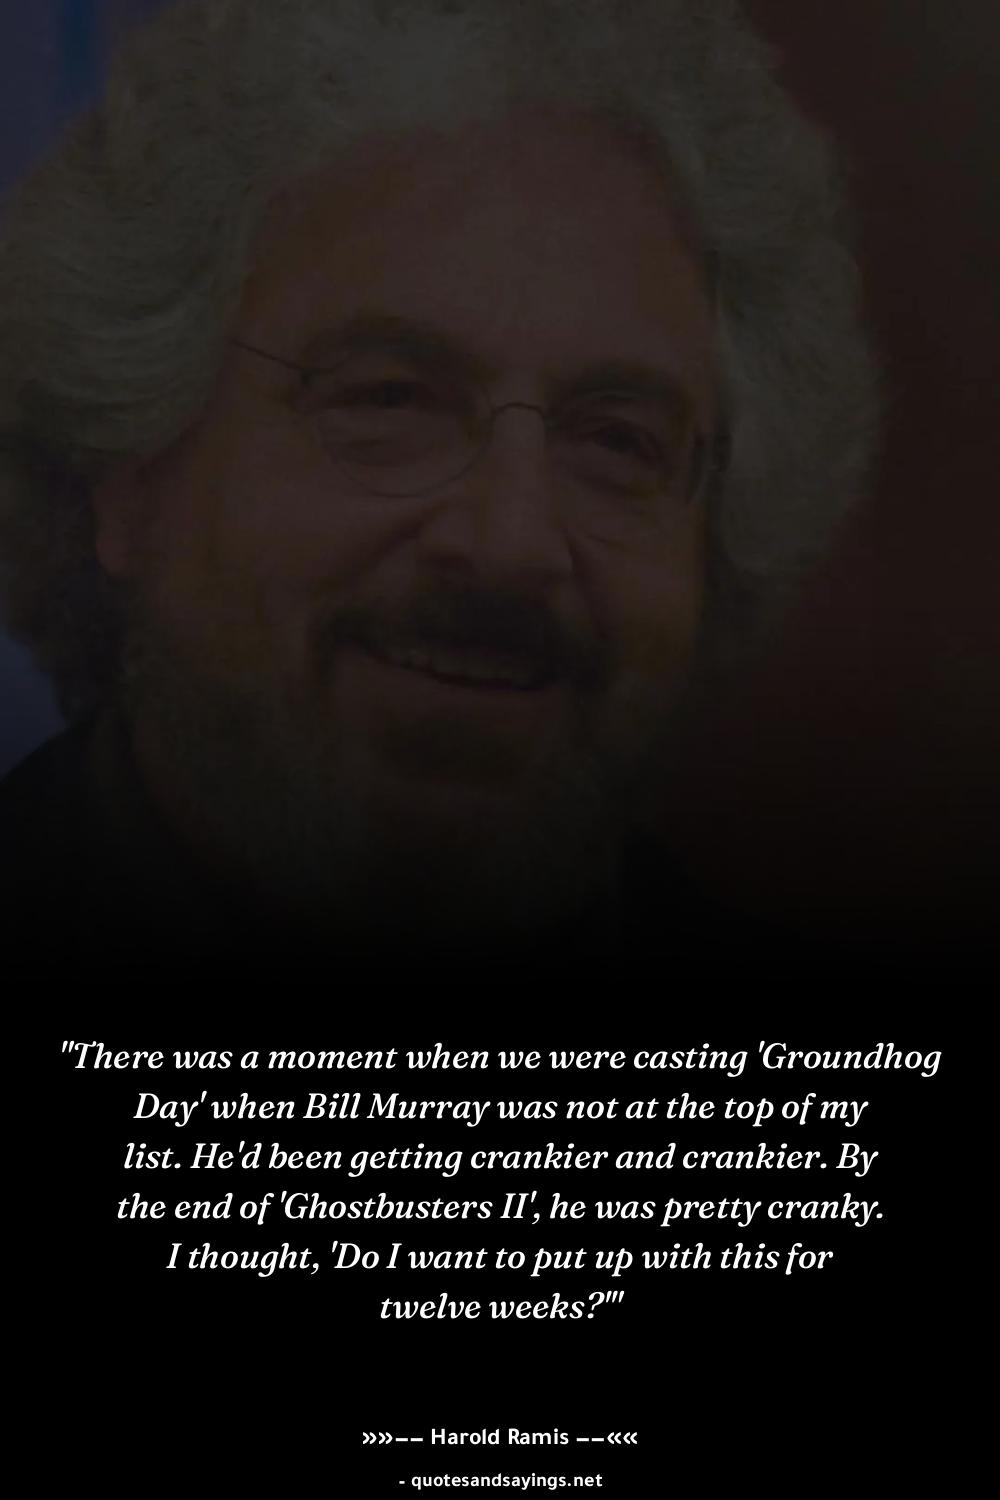 "There was a moment when we were casting 'Groundhog
Day' when Bill Murray was not at the top of my
list. He'd been getting crankier and crankier. By
the end of 'Ghostbusters II', he was pretty cranky.
I thought, 'Do I want to put up with this for
twelve weeks?'"
»»–– Harold Ramis ––««
- quotesandsayings.net